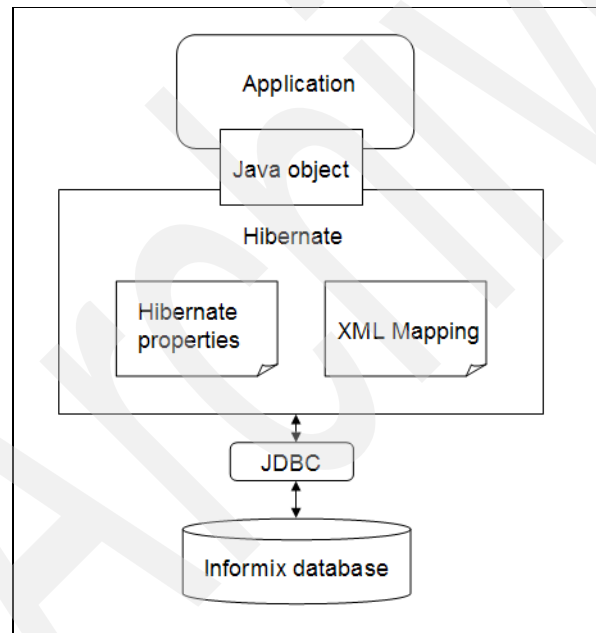 Application
Java object
Hibernate
Hibernate
properties
XML Mapping
JDBC
Informix database